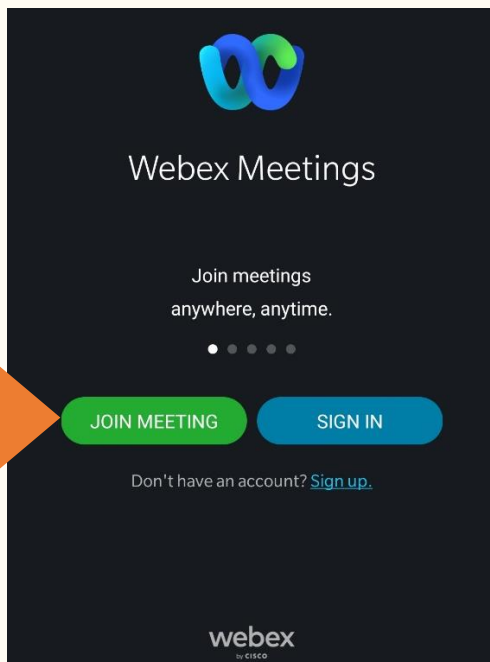 Webex Meetings
Join meetings
anywhere, anytime.
JOIN MEETING
SIGN IN
Don't have an account? Sign up.
webex
by CISCO